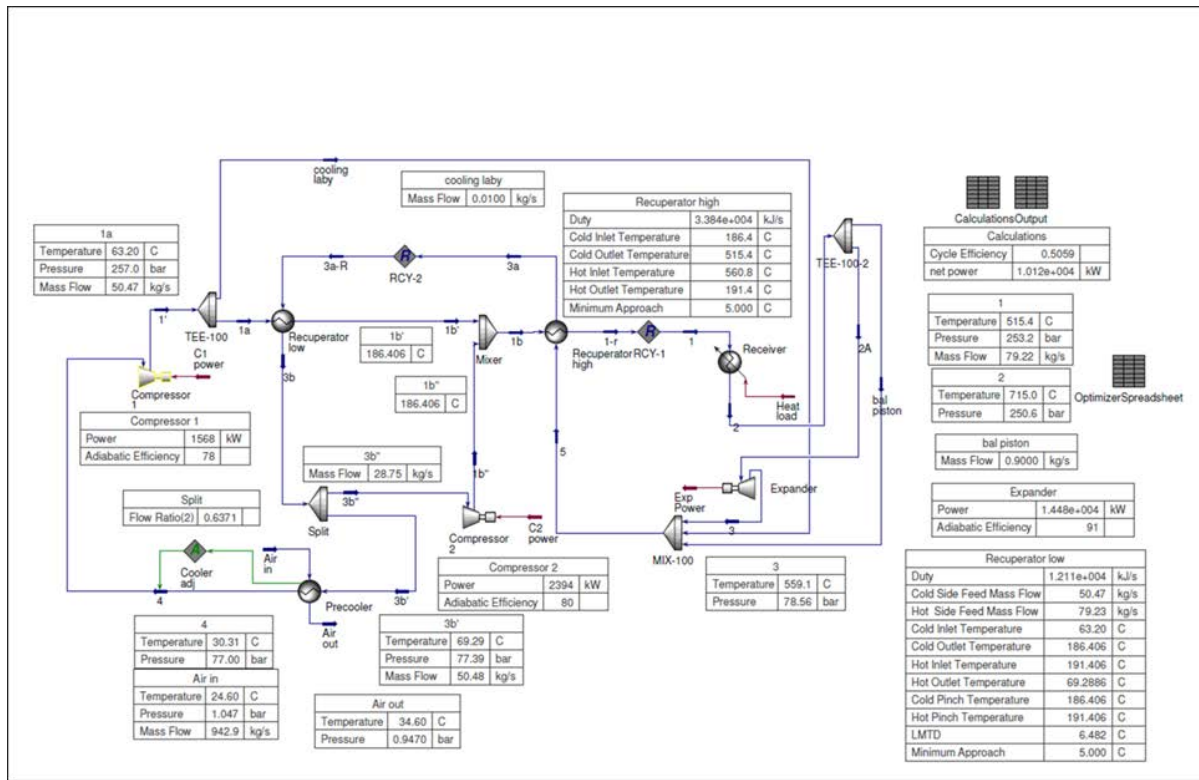 cooling
laby
cooling laby
Mass Flow 0.0100 kg/s
Recuperator high
Duty 3.384e+004 kJ/s
Cold Inlet Temperature 186.4 C
Cold Outlet Temperature 515.4 C
Hot Inlet Temperature 560.8 C
Hot Outlet Temperature 191.4 C
Minimum Approach 5.000 C
CalculationsOutput
Calculations
Cycle Efficiency 0.5059
net power 1.012e+004 kW
1a
Temperature 63.20 C
Pressure 257.0 bar
Mass Flow 50.47 kg/s
R
3a-R
RCY-2
3a
TEE-100-2
1'
TEE-100
1a
Recuperator
low
1b'
1b'
186.406 C
Mixer
1b
Recuperator
high
1-r
R
RCY-1
1
Receiver
2A
bal
piston
1
Temperature 515.4 C
Pressure 253.2 bar
Mass Flow 79.22 kg/s
2
Temperature 715.0 C
Pressure 250.6 bar
OptimizerSpreadsheet
C1
power
Compressor
1
3b
1b"
186.406 C
Heat
load
2
Compressor 1
Power 1568 kW
Adiabatic Efficiency 78
3b"
Mass Flow 28.75 kg/s
1b"
5
bal piston
Mass Flow 0.9000 kg/s
Split
Flow Ratio(2) 0.6371
3b"
Split
Compressor
2
C2
power
Exp
Power
Expander
3
MIX-100
Expander
Power 1.448e+004 kW
Adiabatic Efficiency 91
A
Cooler
adj
Air
in
4
Precooler
3b'
Air
out
Compressor 2
Power 2394 kW
Adiabatic Efficiency 80
3
Temperature 559.1 C
Pressure 78.56 bar
4
Temperature 30.31 C
Pressure 77.00 bar
3b'
Temperature 69.29 C
Pressure 77.39 bar
Mass Flow 50.48 kg/s
Air in
Temperature 24.60 C
Pressure 1.047 bar
Mass Flow 942.9 kg/s
Air out
Temperature 34.60 C
Pressure 0.9470 bar
Recuperator low
Duty 1.211e+004 kJ/s
Cold Side Feed Mass Flow 50.47 kg/s
Hot Side Feed Mass Flow 79.23 kg/s
Cold Inlet Temperature 63.20 C
Cold Outlet Temperature 186.406 C
Hot Inlet Temperature 191.406 C
Hot Outlet Temperature 69.2886 C
Cold Pinch Temperature 186.406 C
Hot Pinch Temperature 191.406 C
LMTD 6.482 C
Minimum Approach 5.000 C